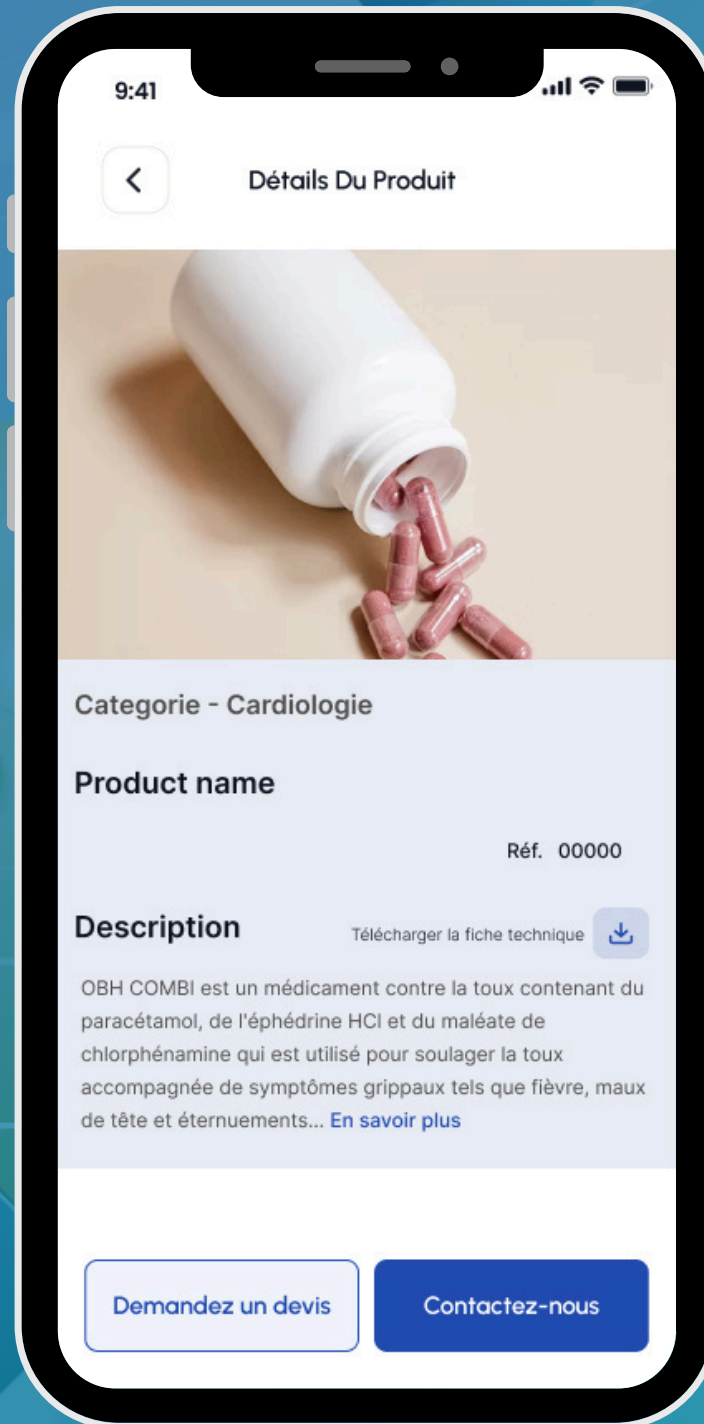 9:41
Détails Du Produit
Categorie - Cardiologie
Product name
Réf. 00000
Description
Télécharger la fiche technique
OBH COMBI est un médicament contre la toux contenant du
paracétamol, de l'éphédrine HCl et du maléate de
chlorphénamine qui est utilisé pour soulager la toux
accompagnée de symptômes grippaux tels que fièvre, maux
de tête et éternuements... En savoir plus
Demandez un devis
Contactez-nous